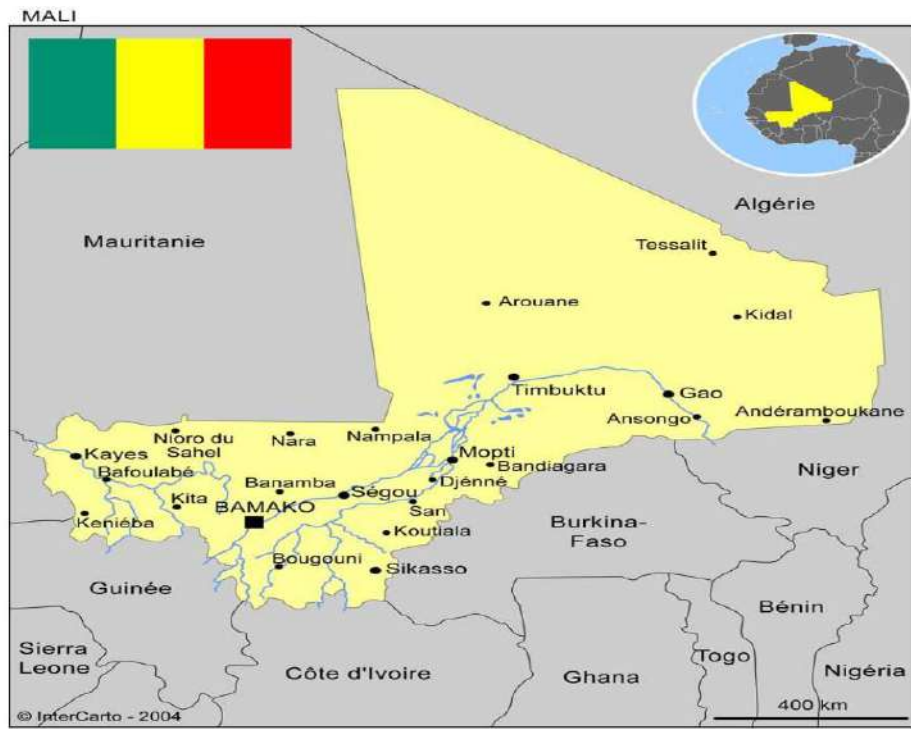 MALI
Algérie
Mauritanie
Tessalit
Arouane
Kidal
Timbuktu
Gao
Ansongo
Andéramboukane
Nioro du
Sahel
Nara
Nampala
Kayes
Mopti
Bafoulabé
Bandiagara
Niger
Banamba
Djénné
Kita
Ségou
BAMAKO
San
Keniéba
Koutiala
Burkina-
Faso
Bougouni
Sikasso
Guinée
Bénin
Sierra
Leone
Côte d'Ivoire
Ghana
Togo
Nigéria
400 km
© InterCarto - 2004